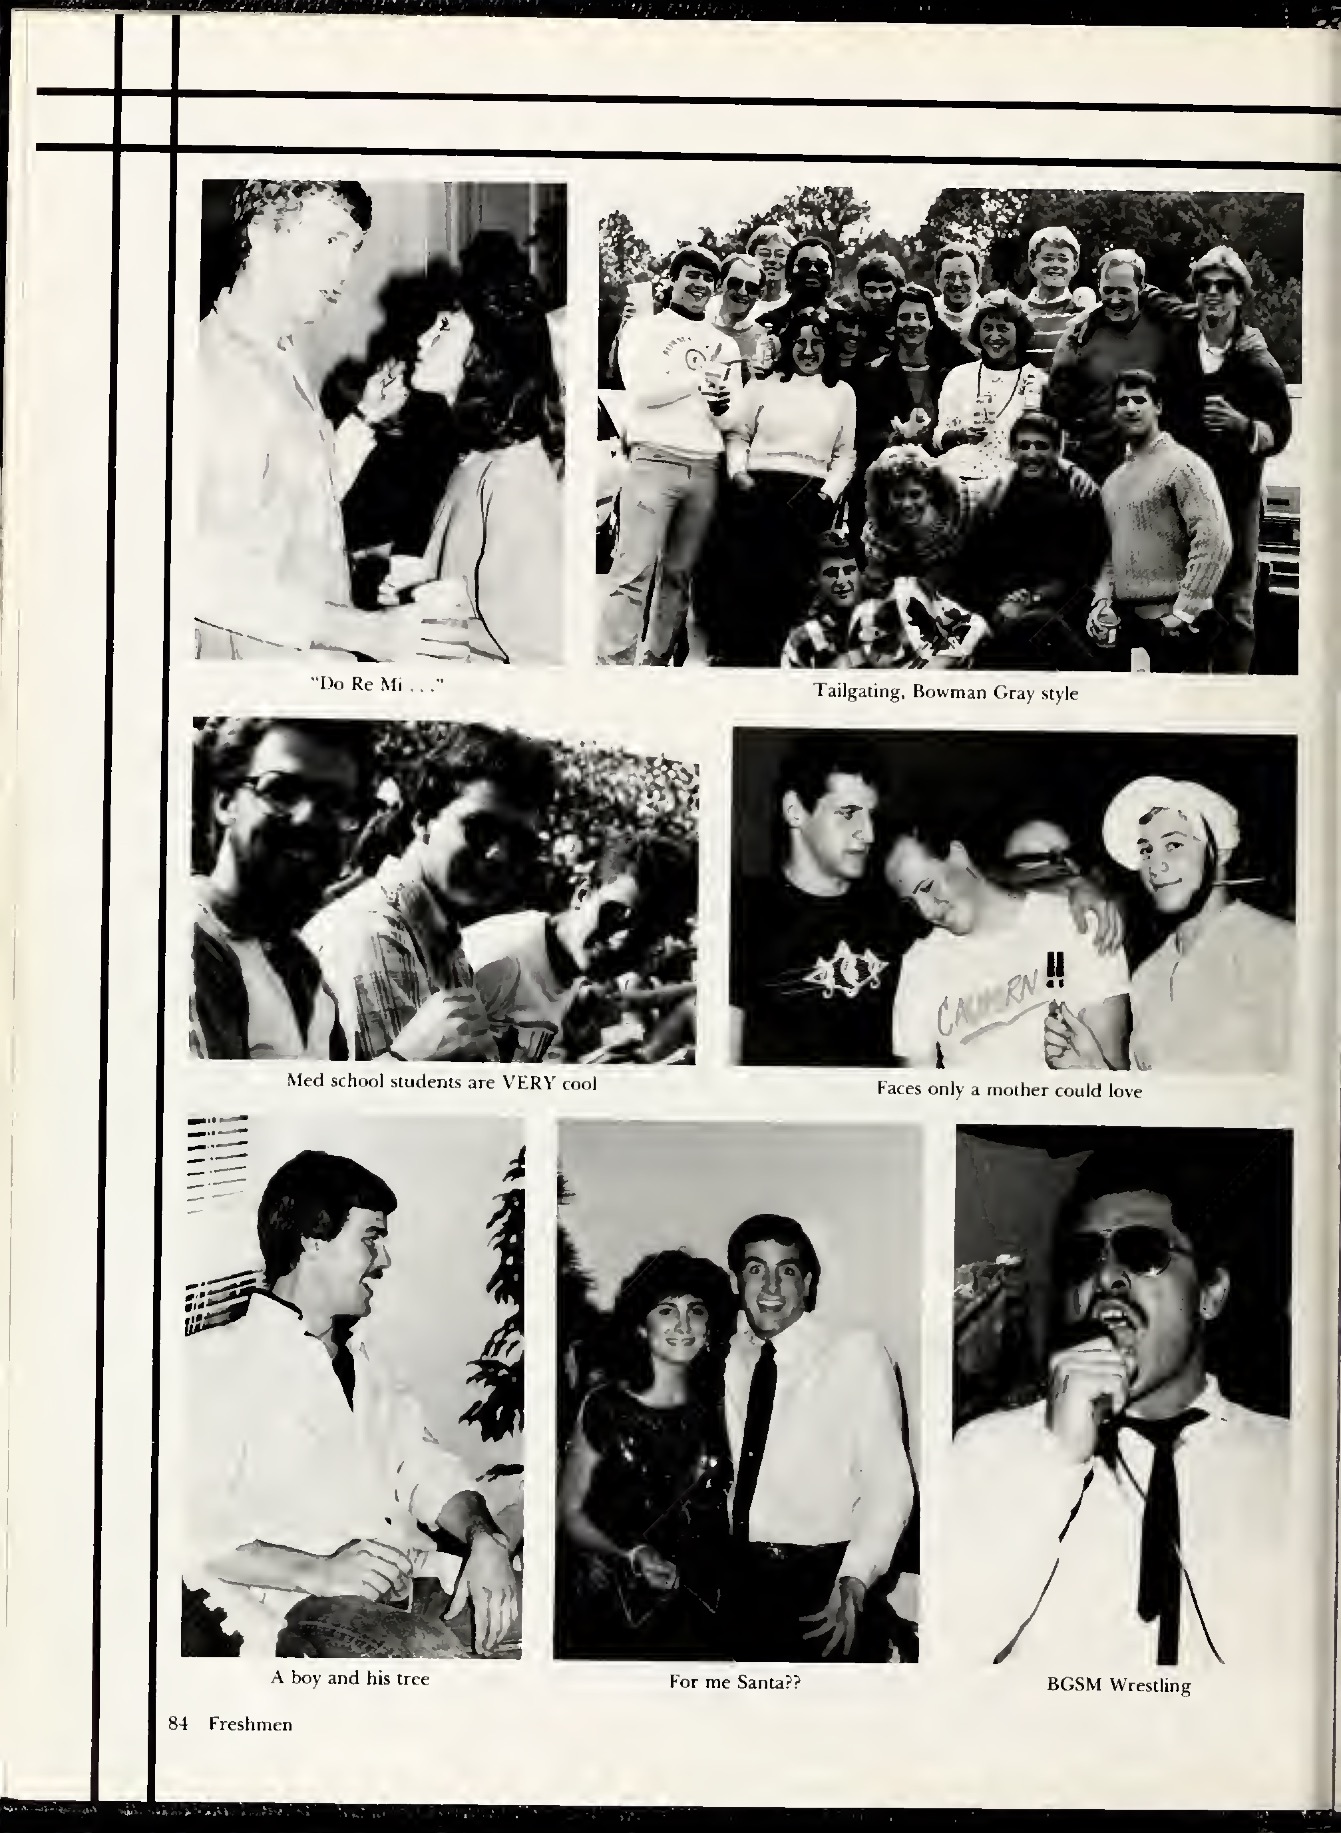 "Do Re Mi . . ."
Tailgating, Bowman Gray style
Med school students are VERY cool
CALHERN!!
Faces only a mother could love
A boy and his tree
For me Santa??
BGSM Wrestling
84 Freshmen